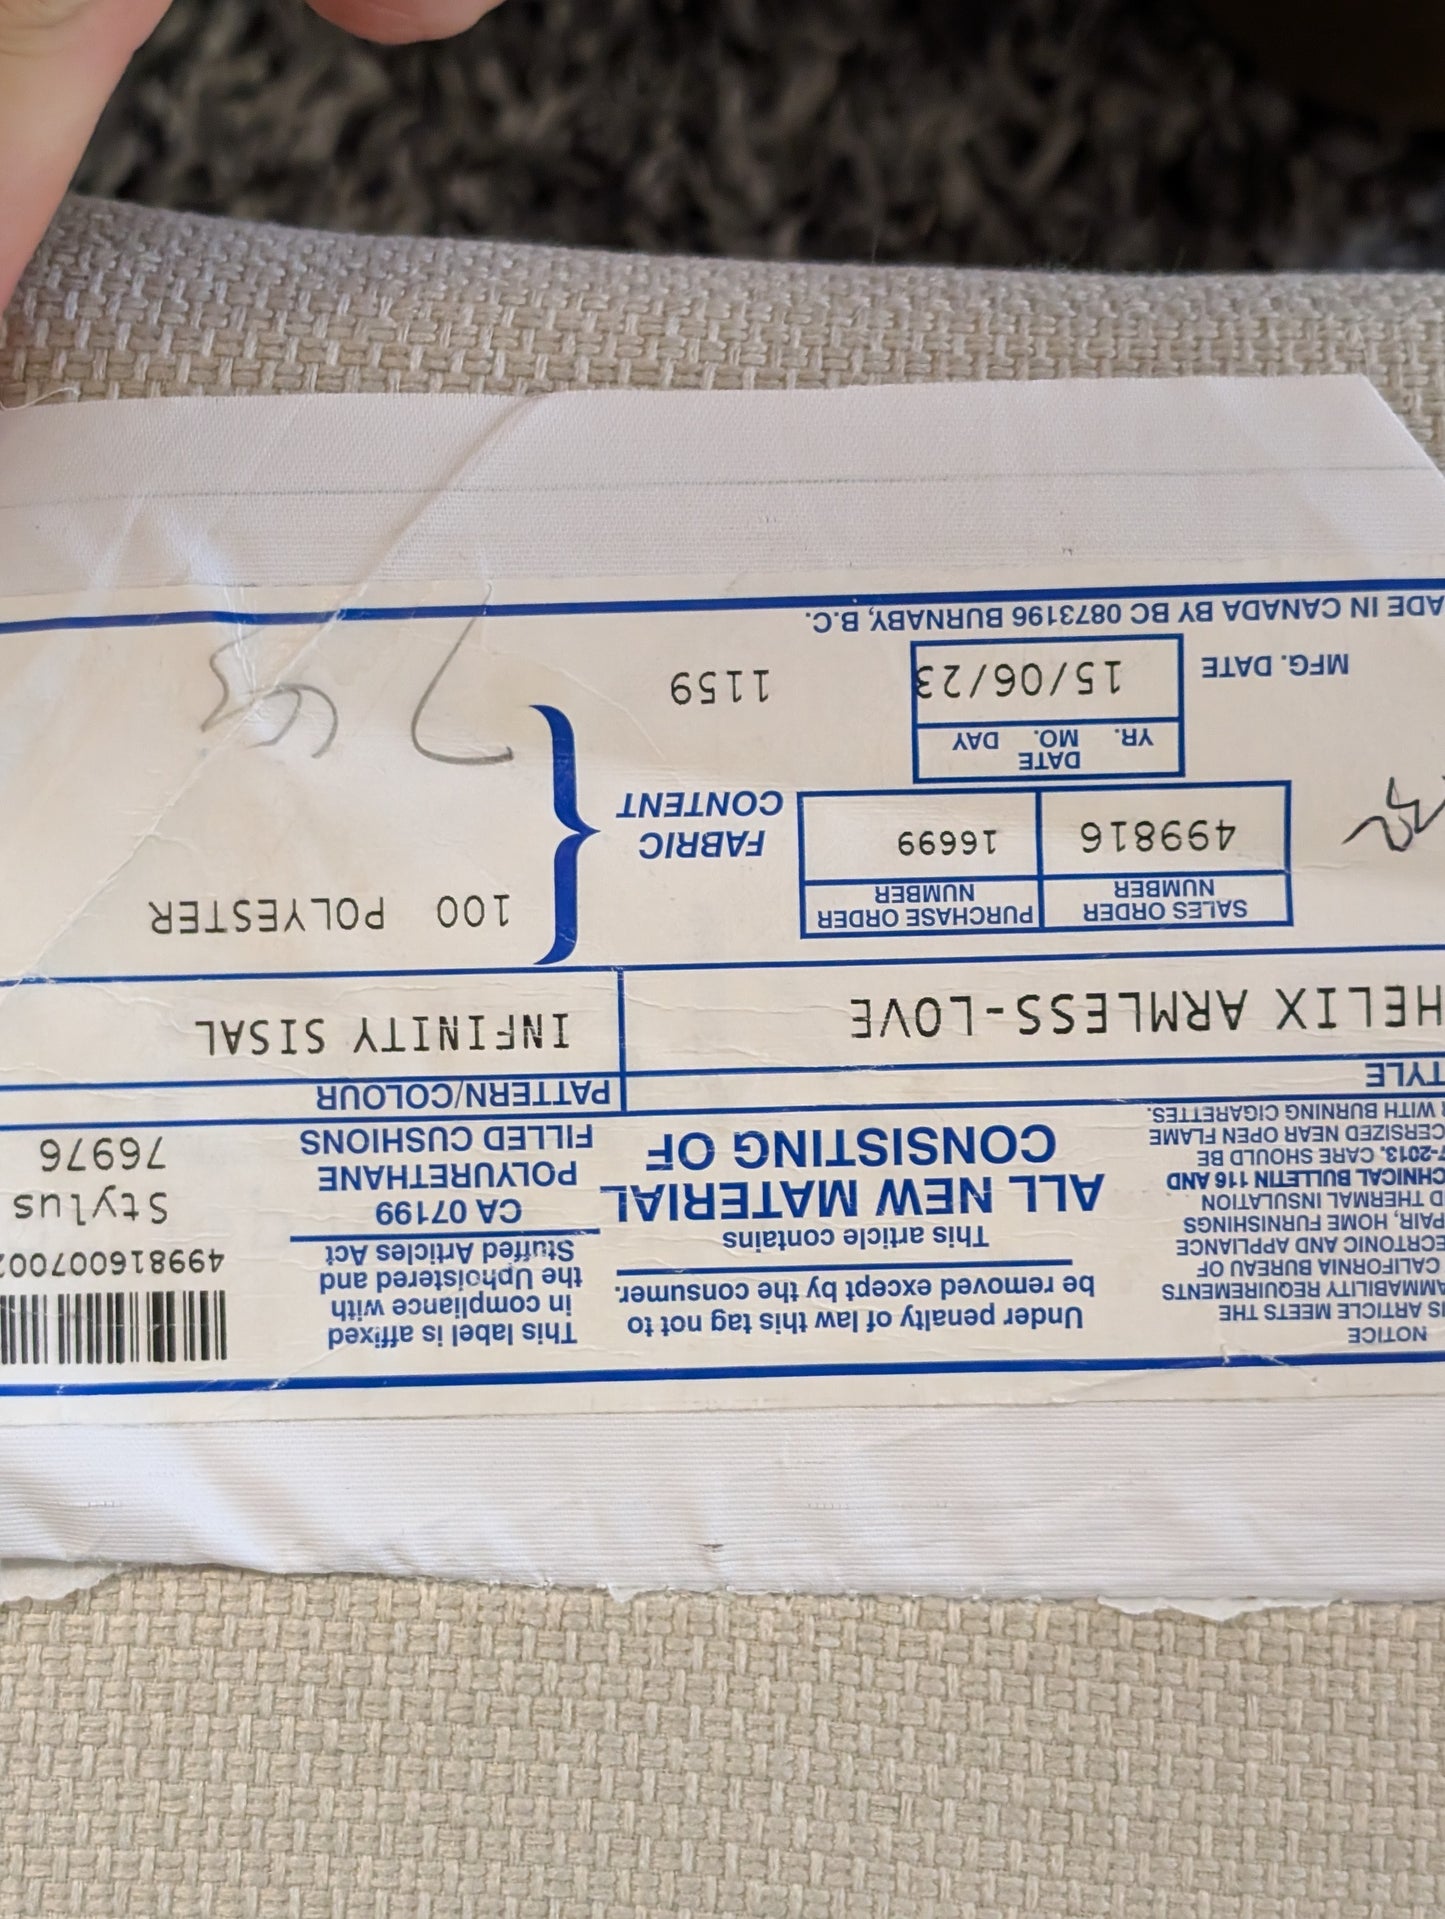 NOTICE
IS ARTICLE MEETS THE
AMMABILITY REQUIREMENTS
CALIFORNIA BUREAU OF
ECRTRONIC AND APPLIANCE
PAIR, HOME FURNISHINGS
D THERMAL INSULATION
CHNICAL BULLETIN 116 AND
7-2013. CARE SHOULD BE
CERSIZED NEAR OPEN FLAME
R WITH BURNING CIGARETTES.
Under penalty of law this tag not to
be removed except by the consumer.
This article contains
ALL NEW MATERIAL
CONSISTING OF
This label is affixed
in compliance with
the Upholstered and
Stuffed Articles Act
CA 07199
POLYURETHANE
FILLED CUSHIONS
499816007002
Stylus
76976
TYLE
PATTERN/COLOUR
HELIX ARMLESS-LOVE
INFINITY SISAL
SALES ORDER
NUMBER
PURCHASE ORDER
NUMBER
499816
16699
FABRIC
CONTENT
100 POLYESTER
DATE
YR. MO. DAY
MFG. DATE
15/06/23
1159
ADE IN CANADA BY BC 0873196 BURNABY, B.C.